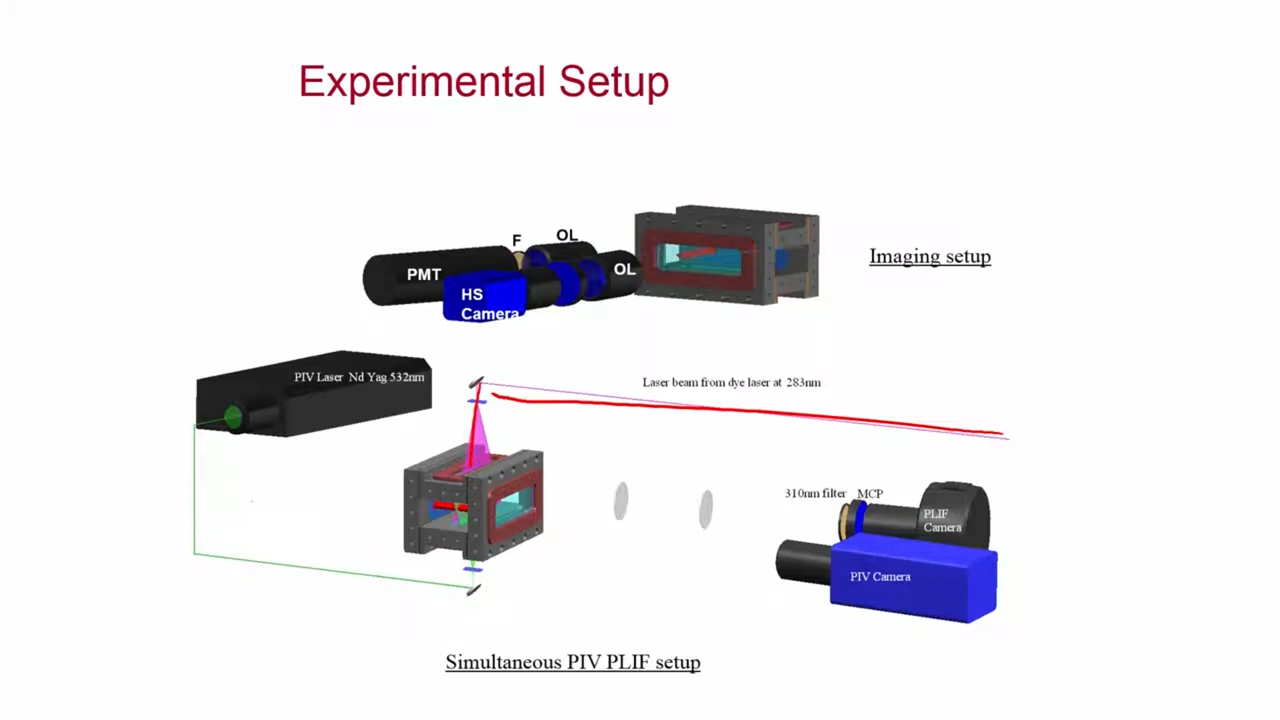 Experimental Setup
F
OL
PMT
OL
HS
Camera
Imaging setup
PIV Laser Nd Yag 532nm
Laser beam from dye laser at 283nm
310nm filter
MCP
PLIF
Camera
PIV Camera
Simultaneous PIV PLIF setup